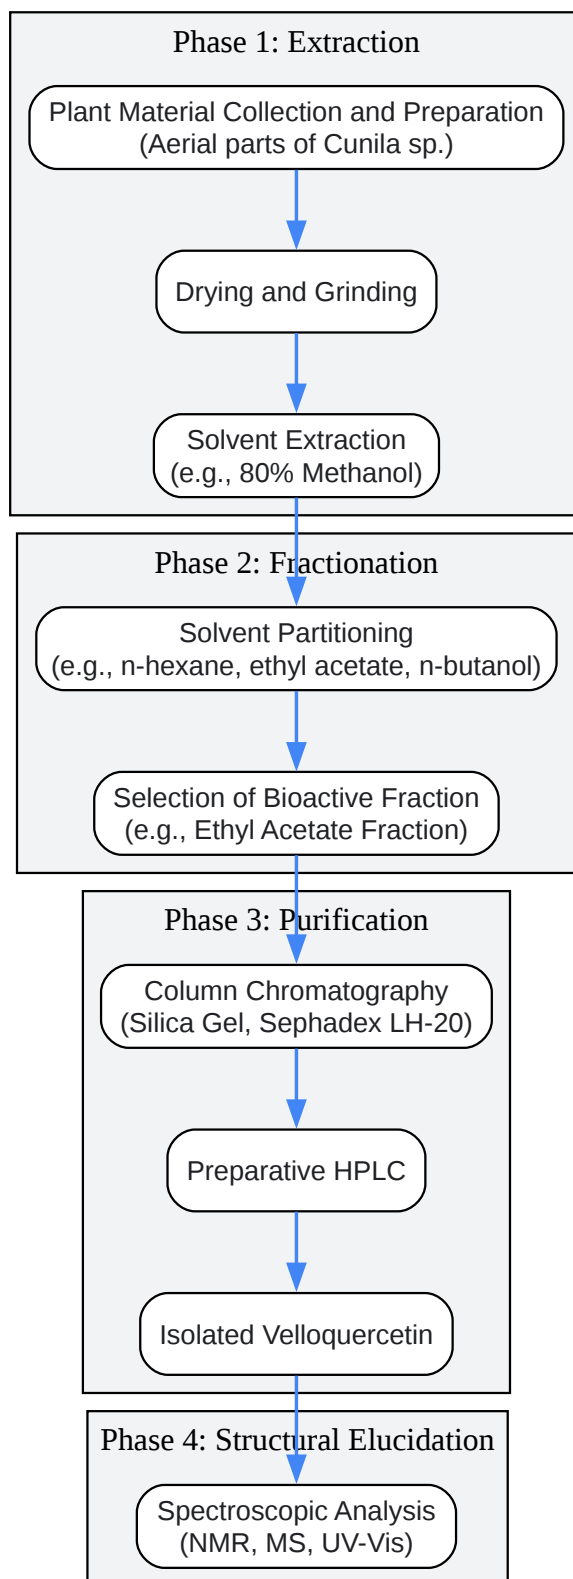 Phase 1: Extraction
Plant Material Collection and Preparation
(Aerial parts of Cunila sp.)
Drying and Grinding
Solvent Extraction
(e.g., 80% Methanol)
Phase 2: Fractionation
Solvent Partitioning
(e.g., n-hexane, ethyl acetate, n-butanol)
Selection of Bioactive Fraction
(e.g., Ethyl Acetate Fraction)
Phase 3: Purification
Column Chromatography
(Silica Gel, Sephadex LH-20)
Preparative HPLC
Isolated Velloquercetin
Phase 4: Structural Elucidation
Spectroscopic Analysis
(NMR, MS, UV-Vis)